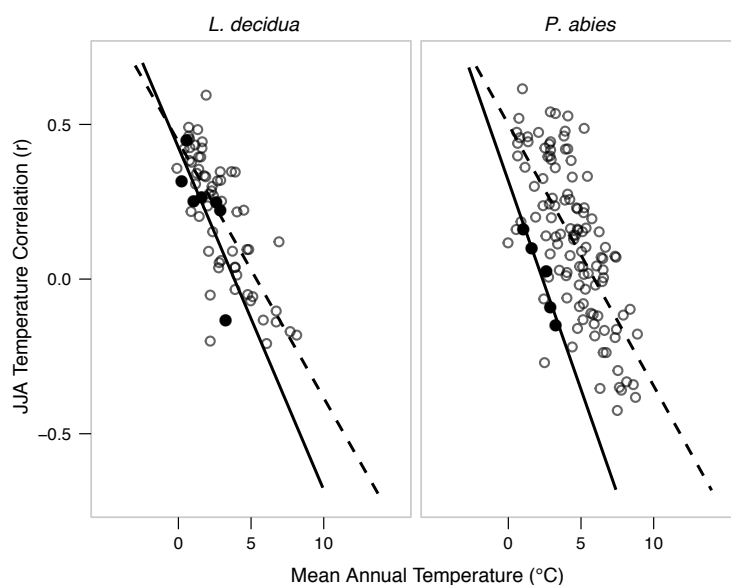 L. decidua
P. abies
JJA Temperature Correlation (r)
0.5
0.0
−0.5
0
5
10
0
5
10
Mean Annual Temperature (°C)